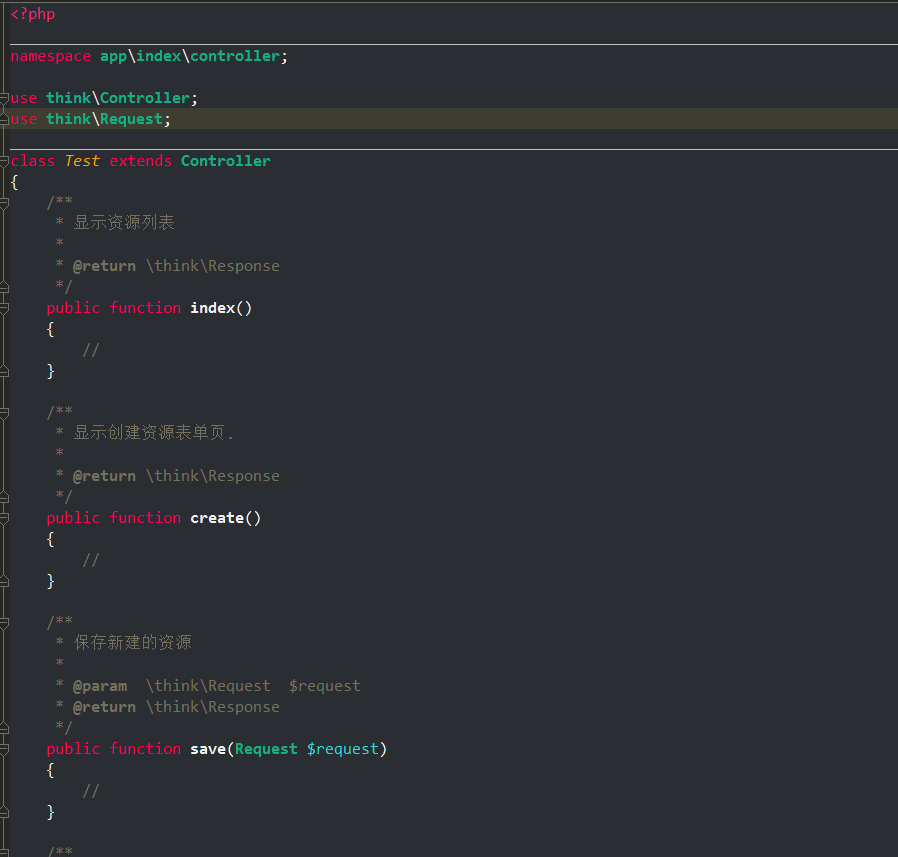 <?php
namespace app\index\controller;
use think\Controller;
use think\Request;
class Test extends Controller
{
    /**
     * 显示资源列表
     *
     * @return \think\Response
     */
    public function index()
    {
        //
    }
    /**
     * 显示创建资源表单页.
     *
     * @return \think\Response
     */
    public function create()
    {
        //
    }
    /**
     * 保存新建的资源
     *
     * @param  \think\Request  $request
     * @return \think\Response
     */
    public function save(Request $request)
    {
        //
    }
    /**